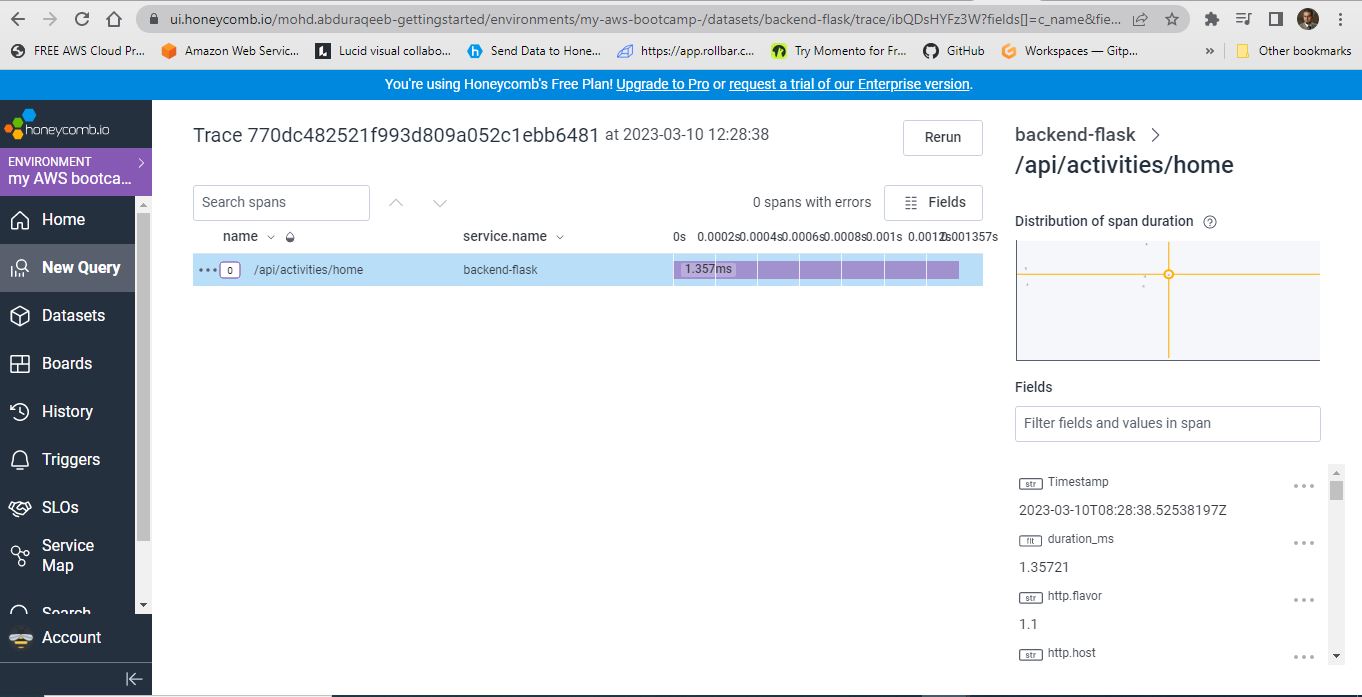 ui.honeycomb.io/mohd.abduraqeeb-gettingstarted/environments/my-aws-bootcamp-/datasets/backend-flask/trace/ibQDsHYFz3W?fields[]=c_name&fie...
FREE AWS Cloud Pr... Amazon Web Servic... Lucid visual collabo... Send Data to Hone... https://app.rollbar.c... Try Momento for Fr... GitHub Workspaces — Gitp... » Other bookmarks
You're using Honeycomb's Free Plan! Upgrade to Pro or request a trial of our Enterprise version.
honeycomb.io
ENVIRONMENT
my AWS bootca...
Home
New Query
Datasets
Boards
History
Triggers
SLOs
Service
Map
Search
Account
Trace 770dc482521f993d809a052c1ebb6481 at 2023-03-10 12:28:38
Rerun
Search spans
0 spans with errors
Fields
name service.name 0s 0.0002s 0.0004s 0.0006s 0.0008s 0.001s 0.0012s 0.001357s
0 /api/activities/home backend-flask 1.357ms
backend-flask >
/api/activities/home
Distribution of span duration ?
Fields
Filter fields and values in span
str Timestamp
2023-03-10T08:28:38.52538197Z
flt duration_ms
1.35721
str http.flavor
1.1
str http.host